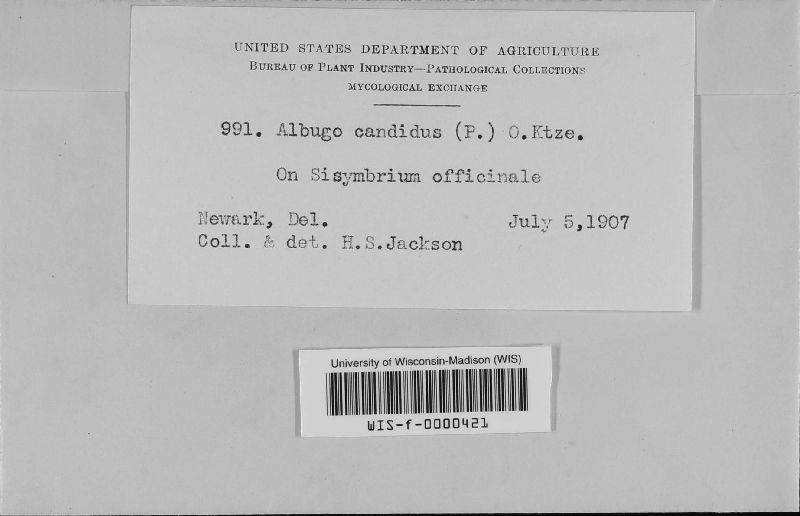 UNITED STATES DEPARTMENT OF AGRICULTURE
BUREAU OF PLANT INDUSTRY—PATHOLOGICAL COLLECTIONS
MYCOLOGICAL EXCHANGE
991. Albugo candidus (P.) O.Ktze.
On Sisymbrium officinale
Newark, Del. July 5,1907
Coll. & det. H.S.Jackson
University of Wisconsin-Madison (WIS)
WIS-f-0000421